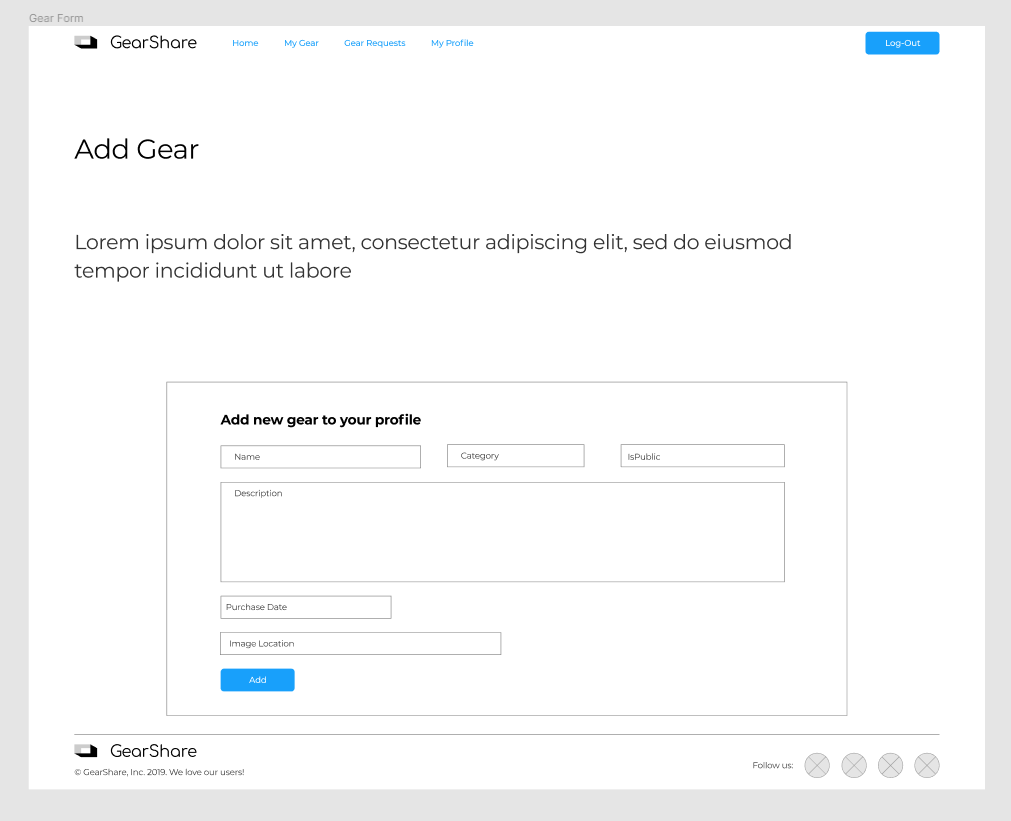 Gear Form
GearShare
Home
My Gear
Gear Requests
My Profile
Log-Out
Add Gear
Lorem ipsum dolor sit amet, consectetur adipiscing elit, sed do eiusmod
tempor incididunt ut labore
Add new gear to your profile
Name
Category
IsPublic
Description
Purchase Date
Image Location
Add
GearShare
© GearShare, Inc. 2019. We love our users!
Follow us: